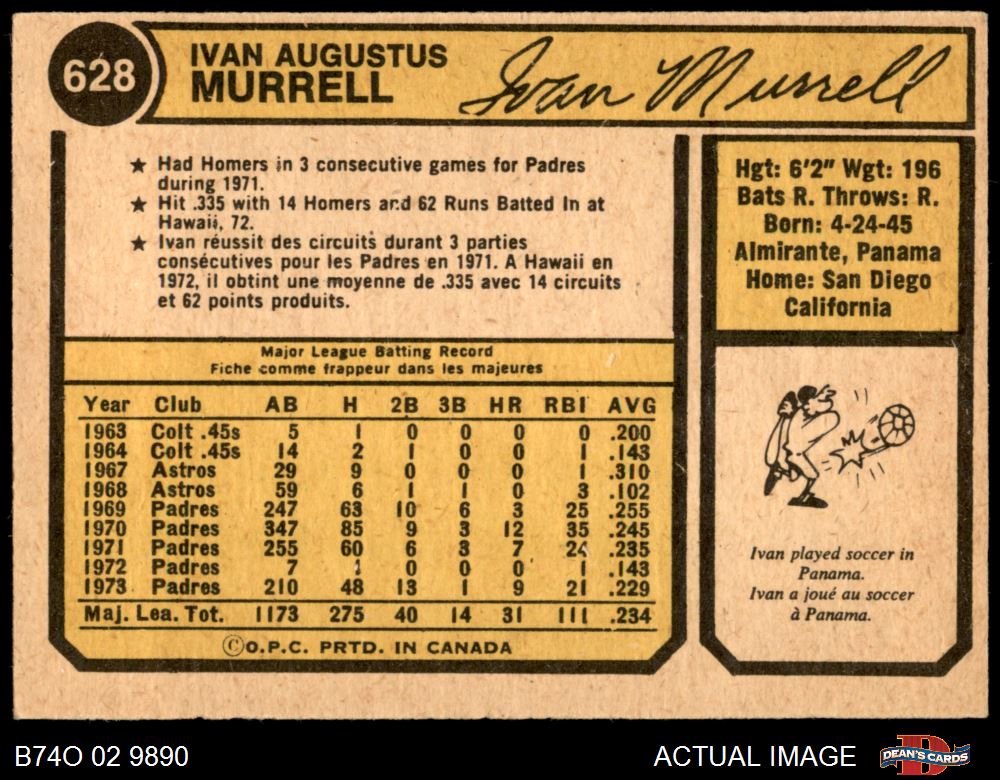 628
IVAN AUGUSTUS
MURRELL
Ivan Murrell
★ Had Homers in 3 consecutive games for Padres
during 1971.
★ Hit .335 with 14 Homers and 62 Runs Batted In at
Hawaii, 72.
★ Ivan réussit des circuits durant 3 parties
consécutives pour les Padres en 1971. A Hawaii en
1972, il obtint une moyenne de .335 avec 14 circuits
et 62 points produits.
Hgt: 6'2" Wgt: 196
Bats R. Throws: R.
Born: 4-24-45
Almirante, Panama
Home: San Diego
California
Major League Batting Record
Fiche comme frappeur dans les majeures
Year Club AB H 2B 3B HR RBI AVG
1963 Colt .45s 5 1 0 0 0 0 .200
1964 Colt .45s 14 2 1 0 0 1 .143
1967 Astros 29 9 0 0 0 1 .310
1968 Astros 59 6 1 1 0 3 .102
1969 Padres 247 63 10 6 3 25 .255
1970 Padres 347 85 9 3 12 35 .245
1971 Padres 255 60 6 3 7 24 .235
1972 Padres 7 1 0 0 0 1 .143
1973 Padres 210 48 13 1 9 21 .229
Maj. Lea. Tot. 1173 275 40 14 31 111 .234
©O.P.C. PRTD. IN CANADA
Ivan played soccer in
Panama.
Ivan a joué au soccer
à Panama.
B74O 02 9890
ACTUAL IMAGE
DEAN'S CARDS